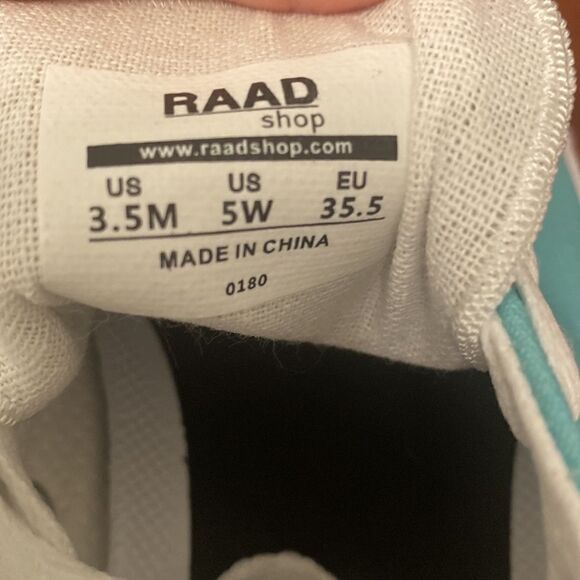 RAAD
shop
www.raadshop.com
US US EU
3.5M 5W 35.5
MADE IN CHINA
0180